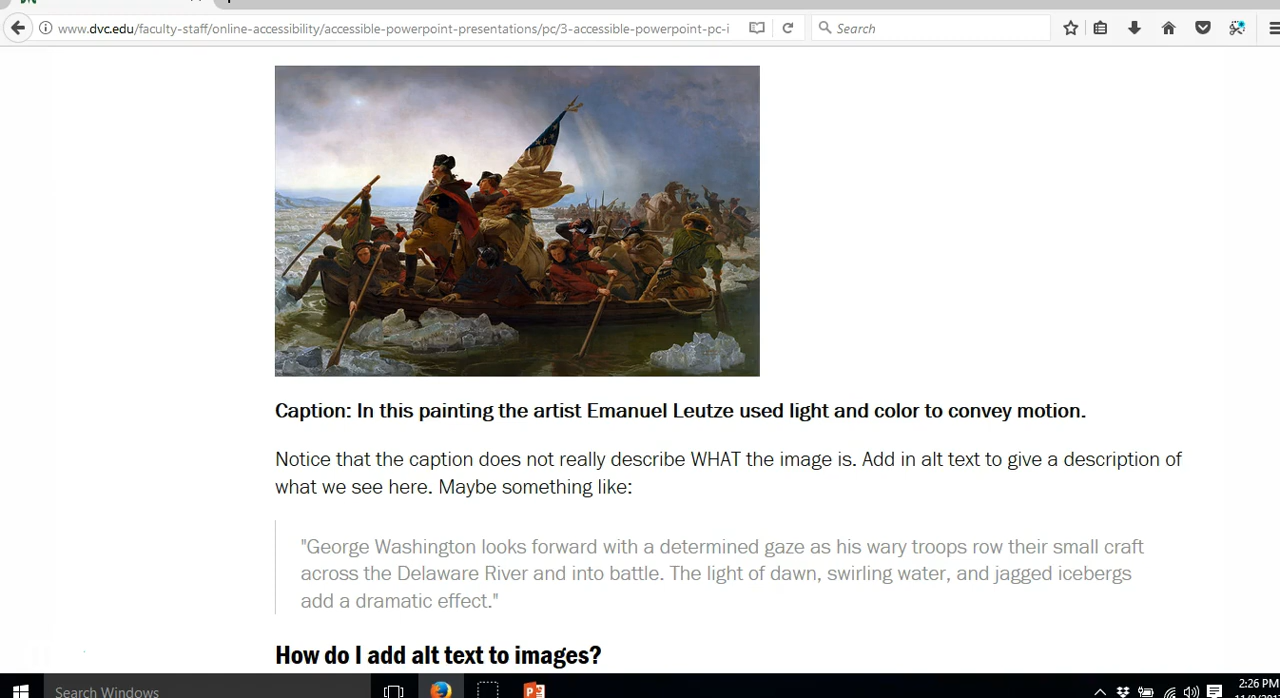 www.dvc.edu/faculty-staff/online-accessibility/accessible-powerpoint-presentations/pc/3-accessible-powerpoint-pc-i
Search
Caption: In this painting the artist Emanuel Leutze used light and color to convey motion.
Notice that the caption does not really describe WHAT the image is. Add in alt text to give a description of
what we see here. Maybe something like:
"George Washington looks forward with a determined gaze as his wary troops row their small craft
across the Delaware River and into battle. The light of dawn, swirling water, and jagged icebergs
add a dramatic effect."
How do I add alt text to images?
Search Windows
2:26 PM